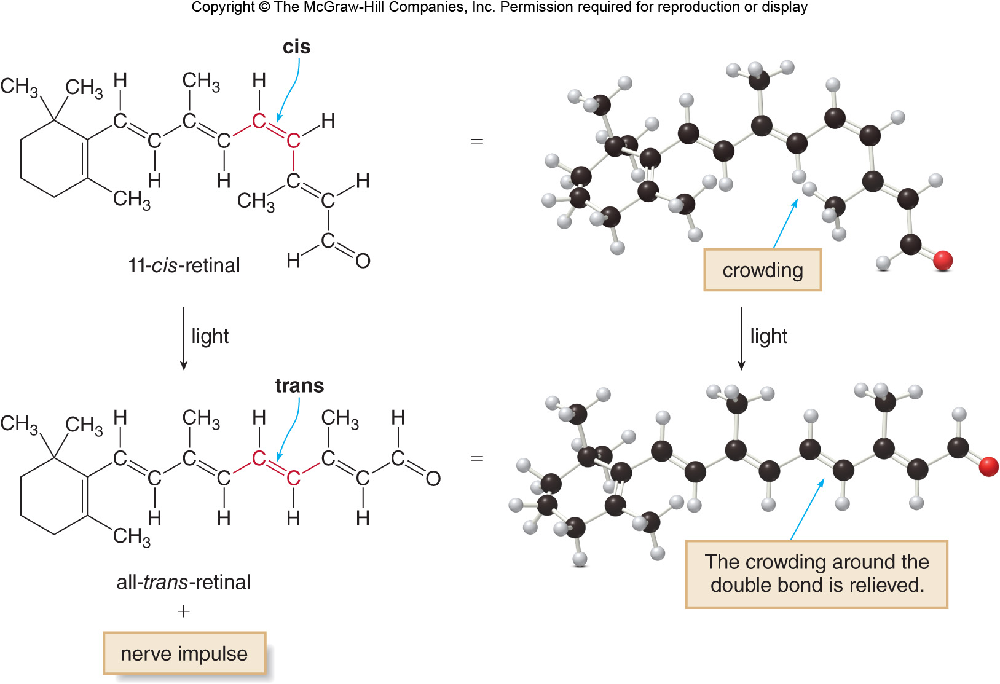 Copyright © The McGraw-Hill Companies, Inc. Permission required for reproduction or display
cis
CH3 CH3 H CH3 H
C C C C C H
C C C C
H H CH3 C C H
CH3
C
H O
11-cis-retinal
=
crowding
light
light
trans
CH3 CH3 H CH3 H CH3 H
C C C C C
C C C C O
H H H H
CH3
all-trans-retinal
+
nerve impulse
=
The crowding around the
double bond is relieved.